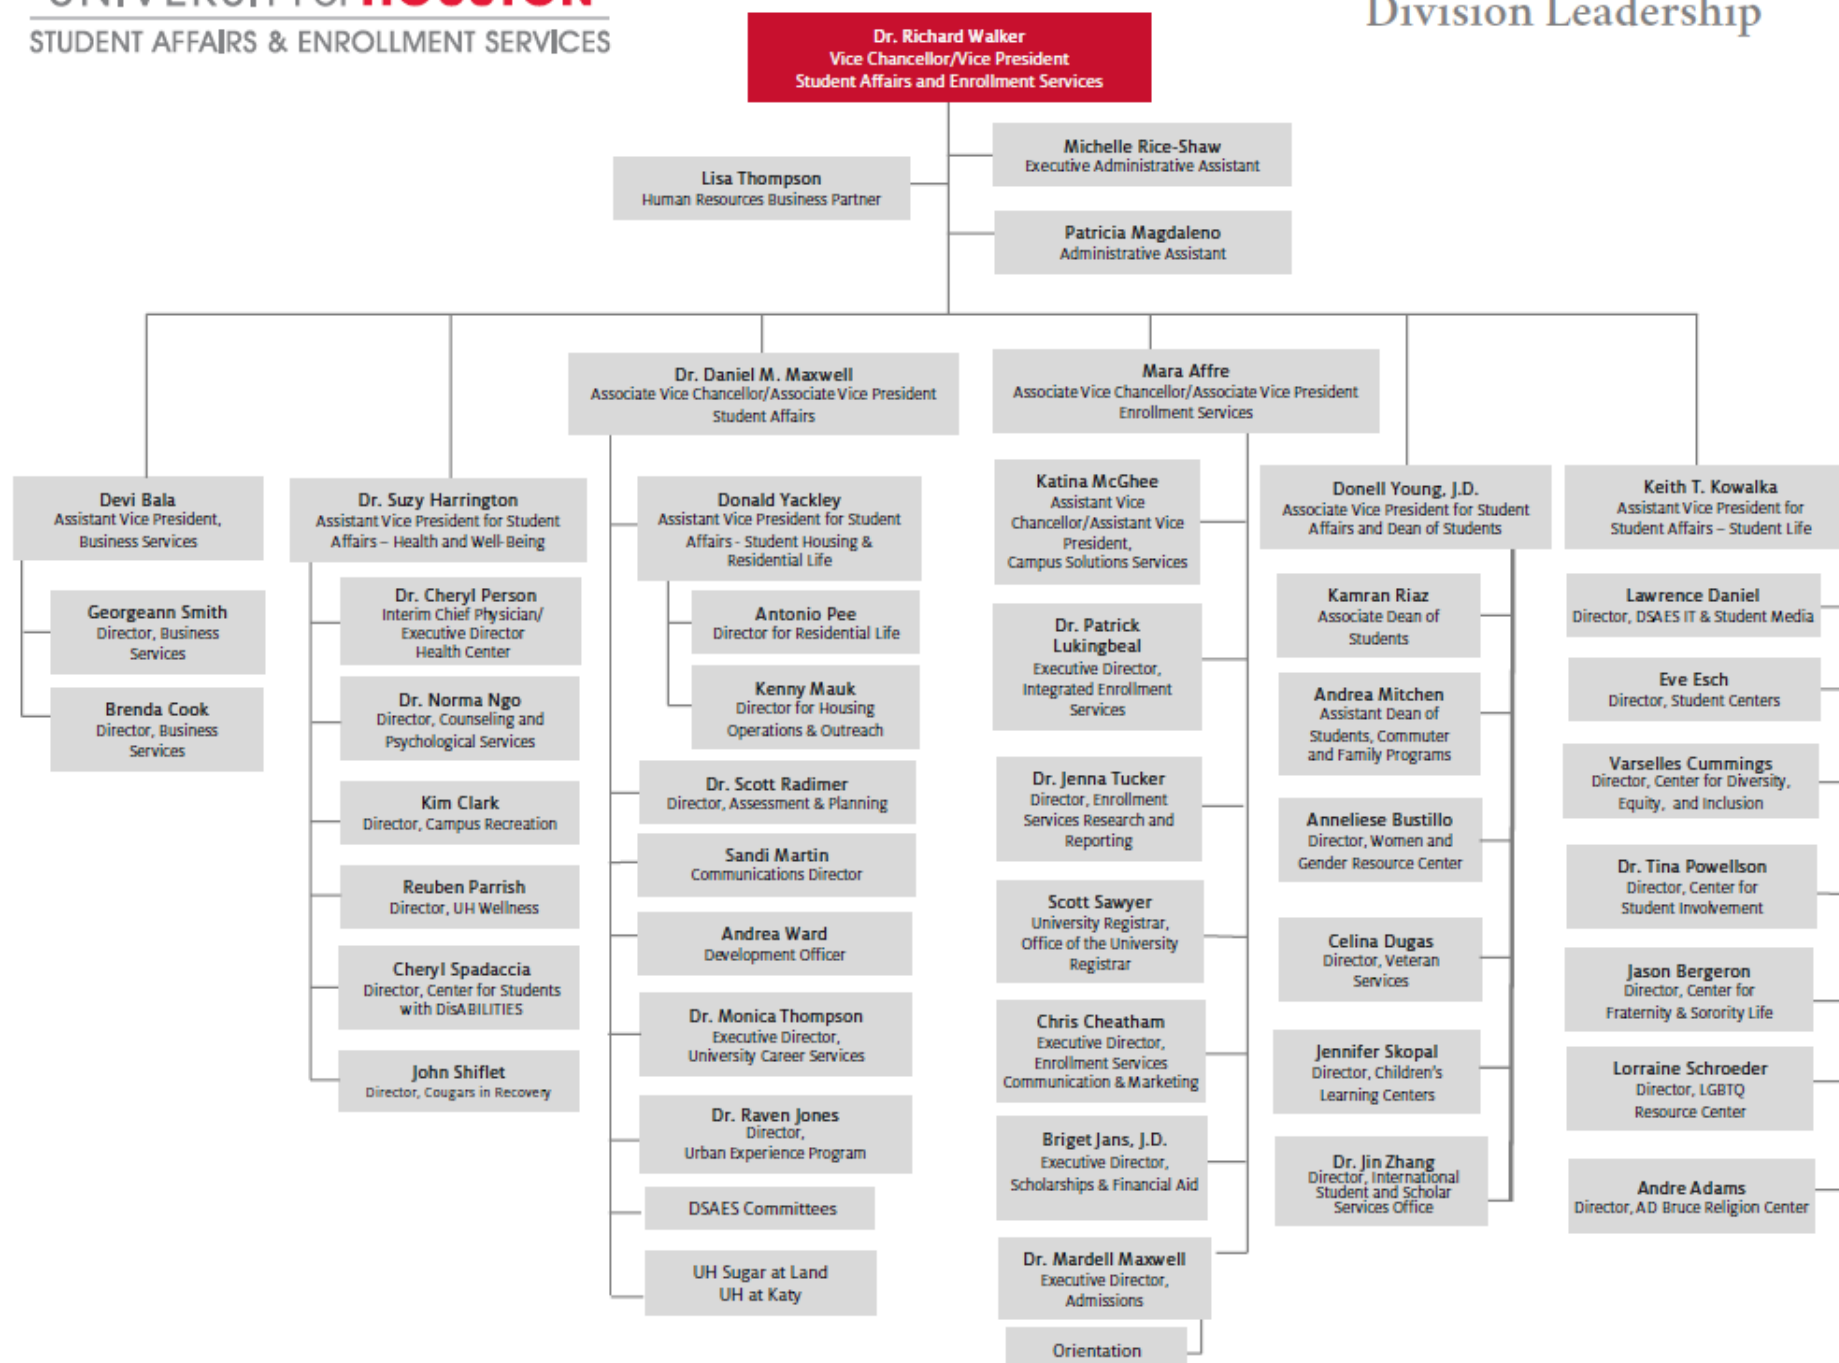 UNIVERSITY of HOUSTON
STUDENT AFFAIRS & ENROLLMENT SERVICES
Division Leadership
Dr. Richard Walker
Vice Chancellor/Vice President
Student Affairs and Enrollment Services
Michelle Rice-Shaw
Executive Administrative Assistant
Lisa Thompson
Human Resources Business Partner
Patricia Magdaleno
Administrative Assistant
Devi Bala
Assistant Vice President,
Business Services
Georgeann Smith
Director, Business
Services
Brenda Cook
Director, Business
Services
Dr. Suzy Harrington
Assistant Vice President for Student
Affairs – Health and Well-Being
Dr. Cheryl Person
Interim Chief Physician/
Executive Director
Health Center
Dr. Norma Ngo
Director, Counseling and
Psychological Services
Kim Clark
Director, Campus Recreation
Reuben Parrish
Director, UH Wellness
Cheryl Spadaccia
Director, Center for Students
with DisABILITIES
John Shiflet
Director, Cougars in Recovery
Dr. Daniel M. Maxwell
Associate Vice Chancellor/Associate Vice President
Student Affairs
Donald Yackley
Assistant Vice President for Student
Affairs - Student Housing &
Residential Life
Antonio Pee
Director for Residential Life
Kenny Mauk
Director for Housing
Operations & Outreach
Dr. Scott Radimer
Director, Assessment & Planning
Sandi Martin
Communications Director
Andrea Ward
Development Officer
Dr. Monica Thompson
Executive Director,
University Career Services
Dr. Raven Jones
Director,
Urban Experience Program
DSAES Committees
UH Sugar at Land
UH at Katy
Mara Affre
Associate Vice Chancellor/Associate Vice President
Enrollment Services
Katina McGhee
Assistant Vice
Chancellor/Assistant Vice
President,
Campus Solutions Services
Dr. Patrick
Lukingbeal
Executive Director,
Integrated Enrollment
Services
Dr. Jenna Tucker
Director, Enrollment
Services Research and
Reporting
Scott Sawyer
University Registrar,
Office of the University
Registrar
Chris Cheatham
Executive Director,
Enrollment Services
Communication & Marketing
Briget Jans, J.D.
Executive Director,
Scholarships & Financial Aid
Dr. Mardell Maxwell
Executive Director,
Admissions
Orientation
Donell Young, J.D.
Associate Vice President for Student
Affairs and Dean of Students
Kamran Riaz
Associate Dean of
Students
Andrea Mitchen
Assistant Dean of
Students, Commuter
and Family Programs
Anneliese Bustillo
Director, Women and
Gender Resource Center
Celina Dugas
Director, Veteran
Services
Jennifer Skopal
Director, Children's
Learning Centers
Dr. Jin Zhang
Director, International
Student and Scholar
Services Office
Keith T. Kowalka
Assistant Vice President for
Student Affairs – Student Life
Lawrence Daniel
Director, DSAES IT & Student Media
Eve Esch
Director, Student Centers
Varselles Cummings
Director, Center for Diversity,
Equity, and Inclusion
Dr. Tina Powellson
Director, Center for
Student Involvement
Jason Bergeron
Director, Center for
Fraternity & Sorority Life
Lorraine Schroeder
Director, LGBTQ
Resource Center
Andre Adams
Director, AD Bruce Religion Center